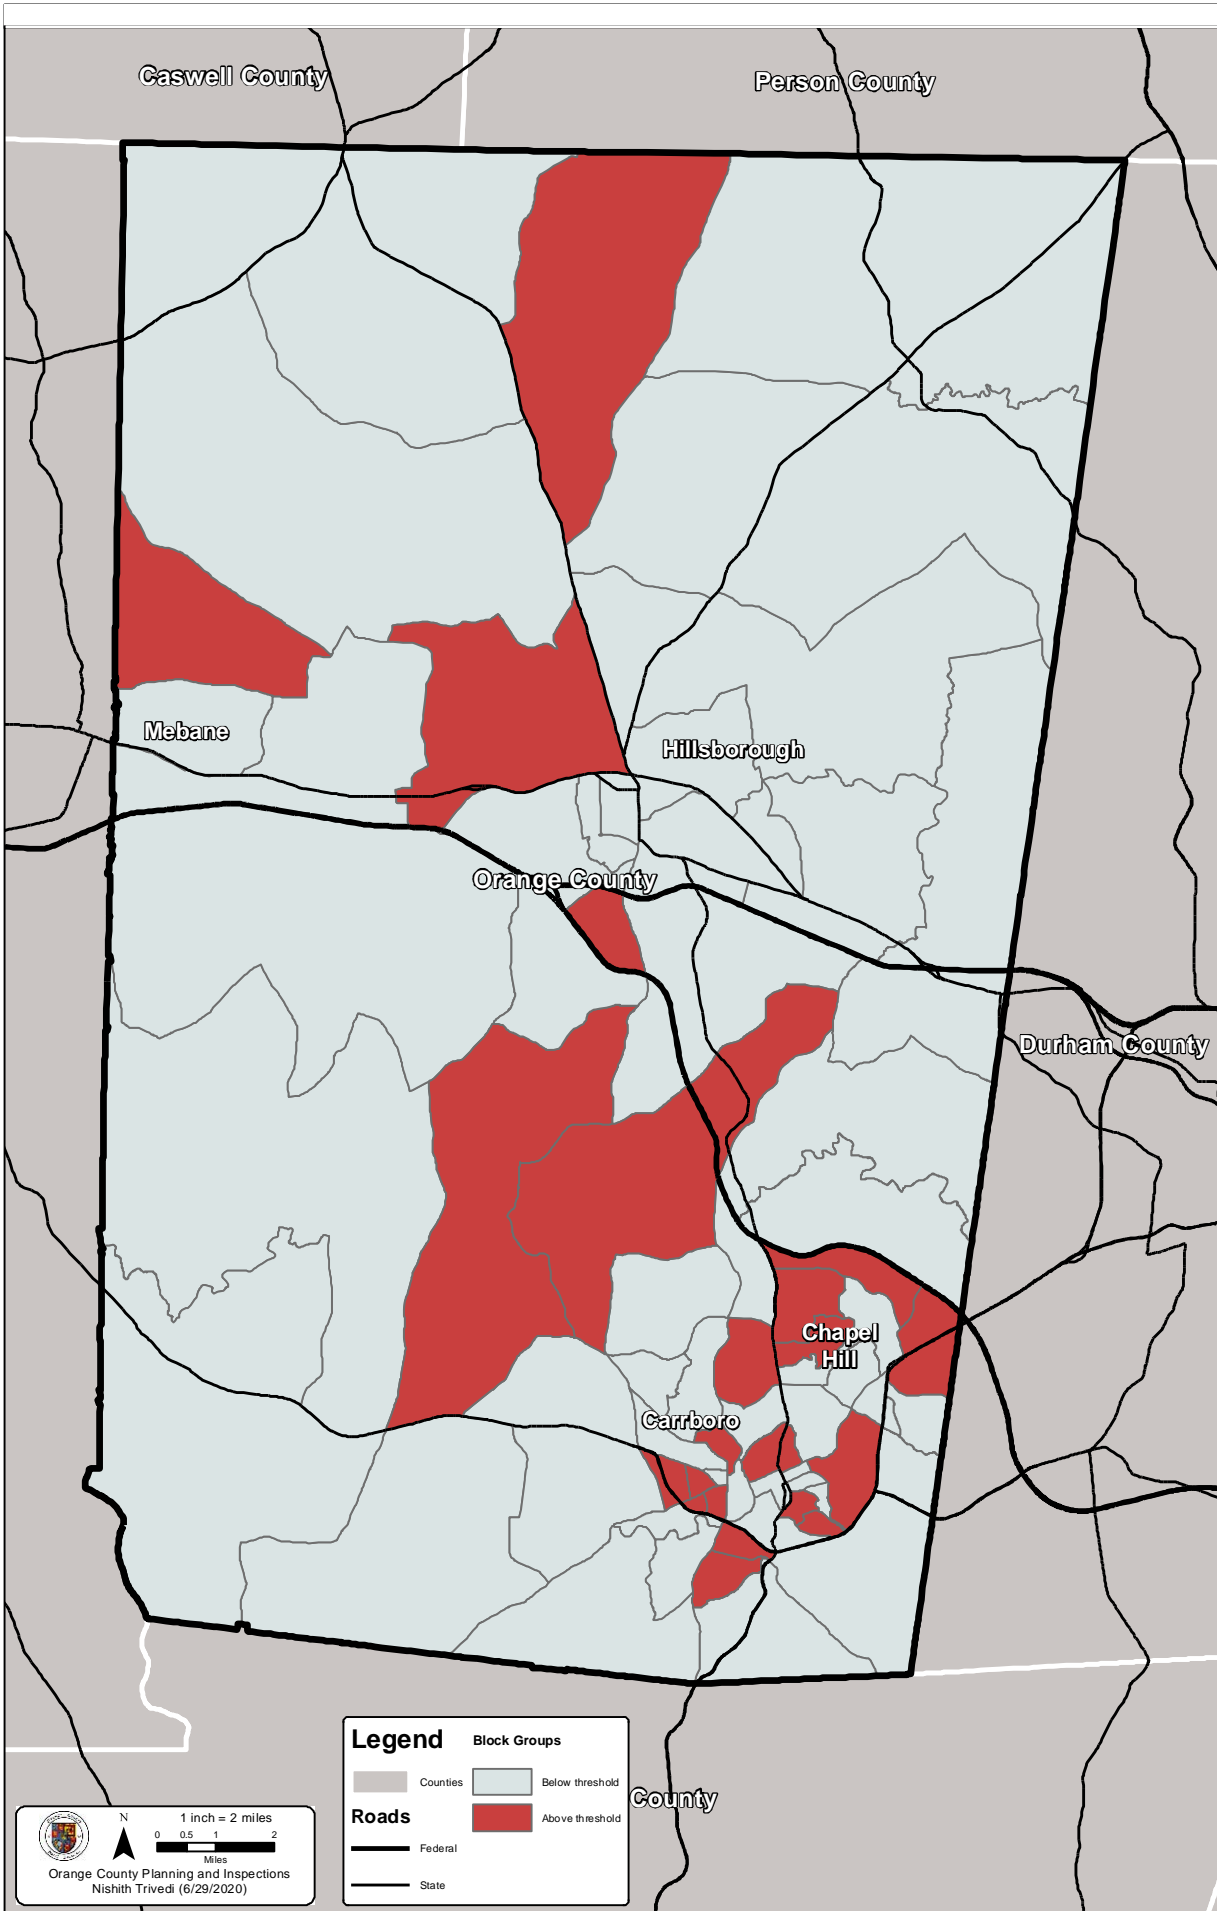 Caswell County
Person County
Mebane
Hillsborough
Orange County
Durham County
Chapel
Hill
Carrboro
County
Legend
Block Groups
Counties
Below threshold
Roads
Above threshold
Federal
State
N
1 inch = 2 miles
0 0.5 1 2
Miles
Orange County Planning and Inspections
Nishith Trivedi (6/29/2020)